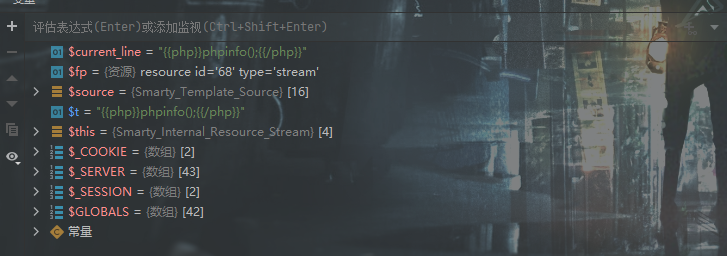 评估表达式(Enter)或添加监视(Ctrl+Shift+Enter)
$current_line = "{{php}}phpinfo();{{/php}}"
$fp = {资源} resource id='68' type='stream'
$source = {Smarty_Template_Source} [16]
$t = "{{php}}phpinfo();{{/php}}"
$this = {Smarty_Internal_Resource_Stream} [4]
$_COOKIE = {数组} [2]
$_SERVER = {数组} [43]
$_SESSION = {数组} [2]
$GLOBALS = {数组} [42]
常量